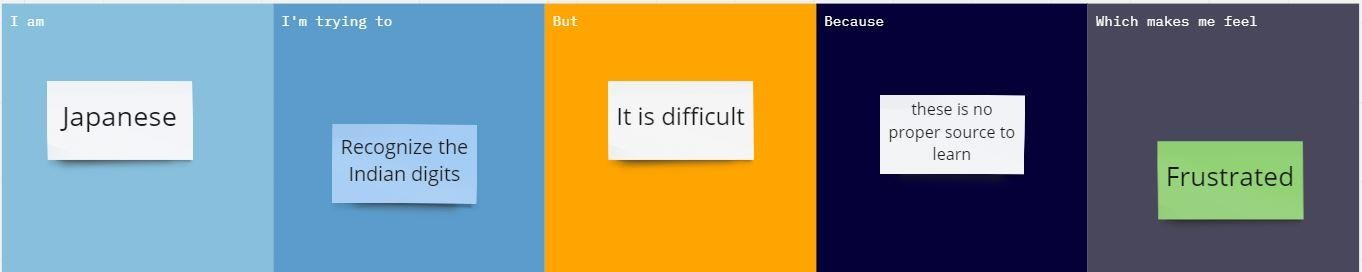 I am
Japanese
I'm trying to
Recognize the
Indian digits
But
It is difficult
Because
these is no
proper source to
learn
Which makes me feel
Frustrated